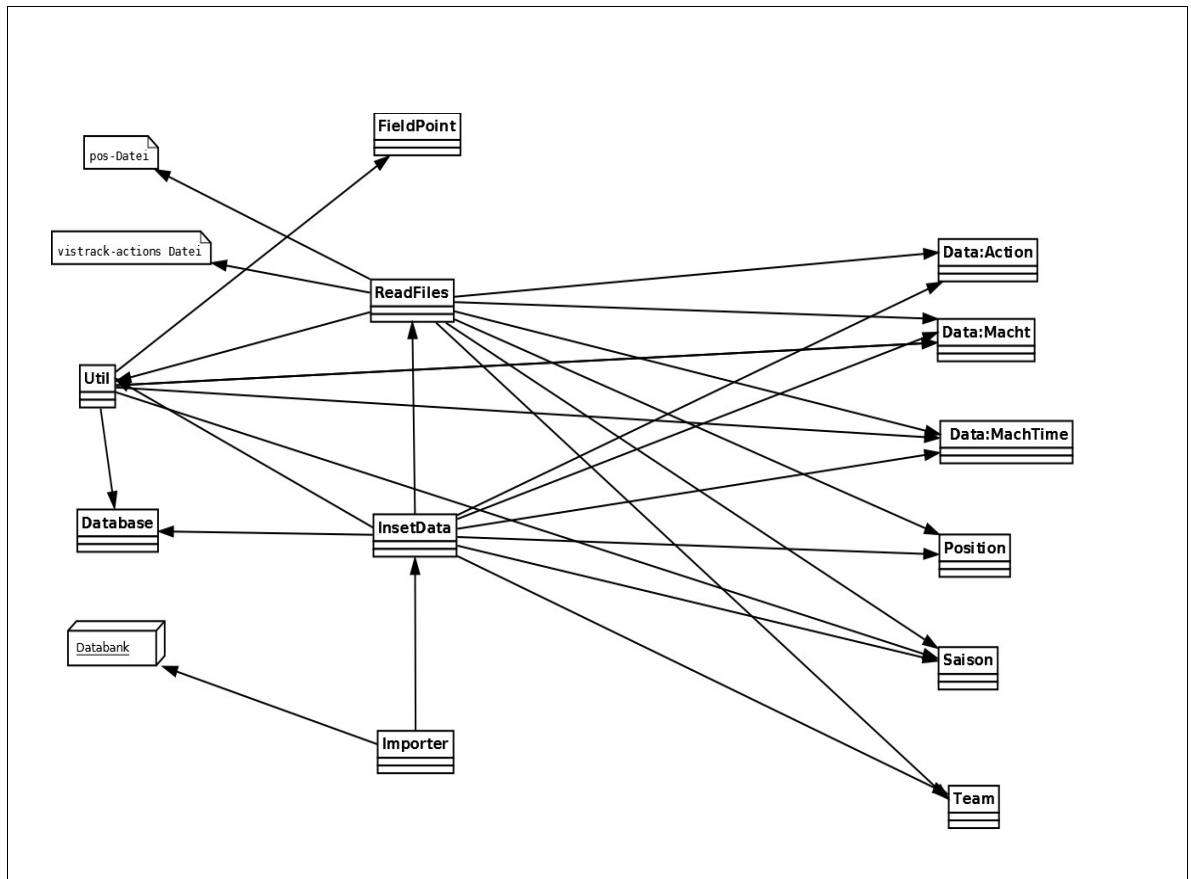 FieldPoint
pos-Datei
vistrack-actions Datei
Data:Action
ReadFiles
Data:Macht
Util
Data:MachTime
Database
InsetData
Position
Databank
Saison
Importer
Team